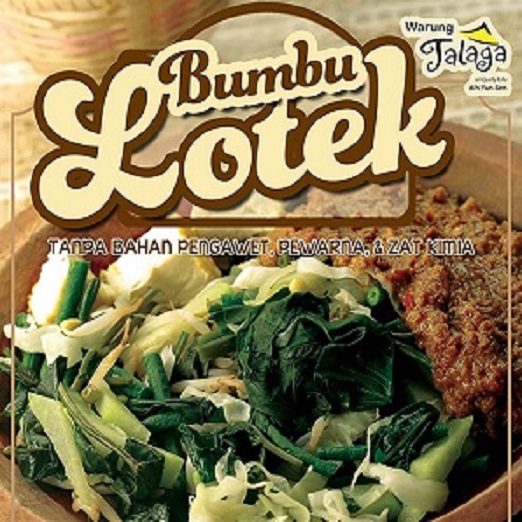 Bumbu
Lotek
Warung
Talaga
TANPA BAHAN PENGAWET, PEWARNA, & ZAT KIMIA